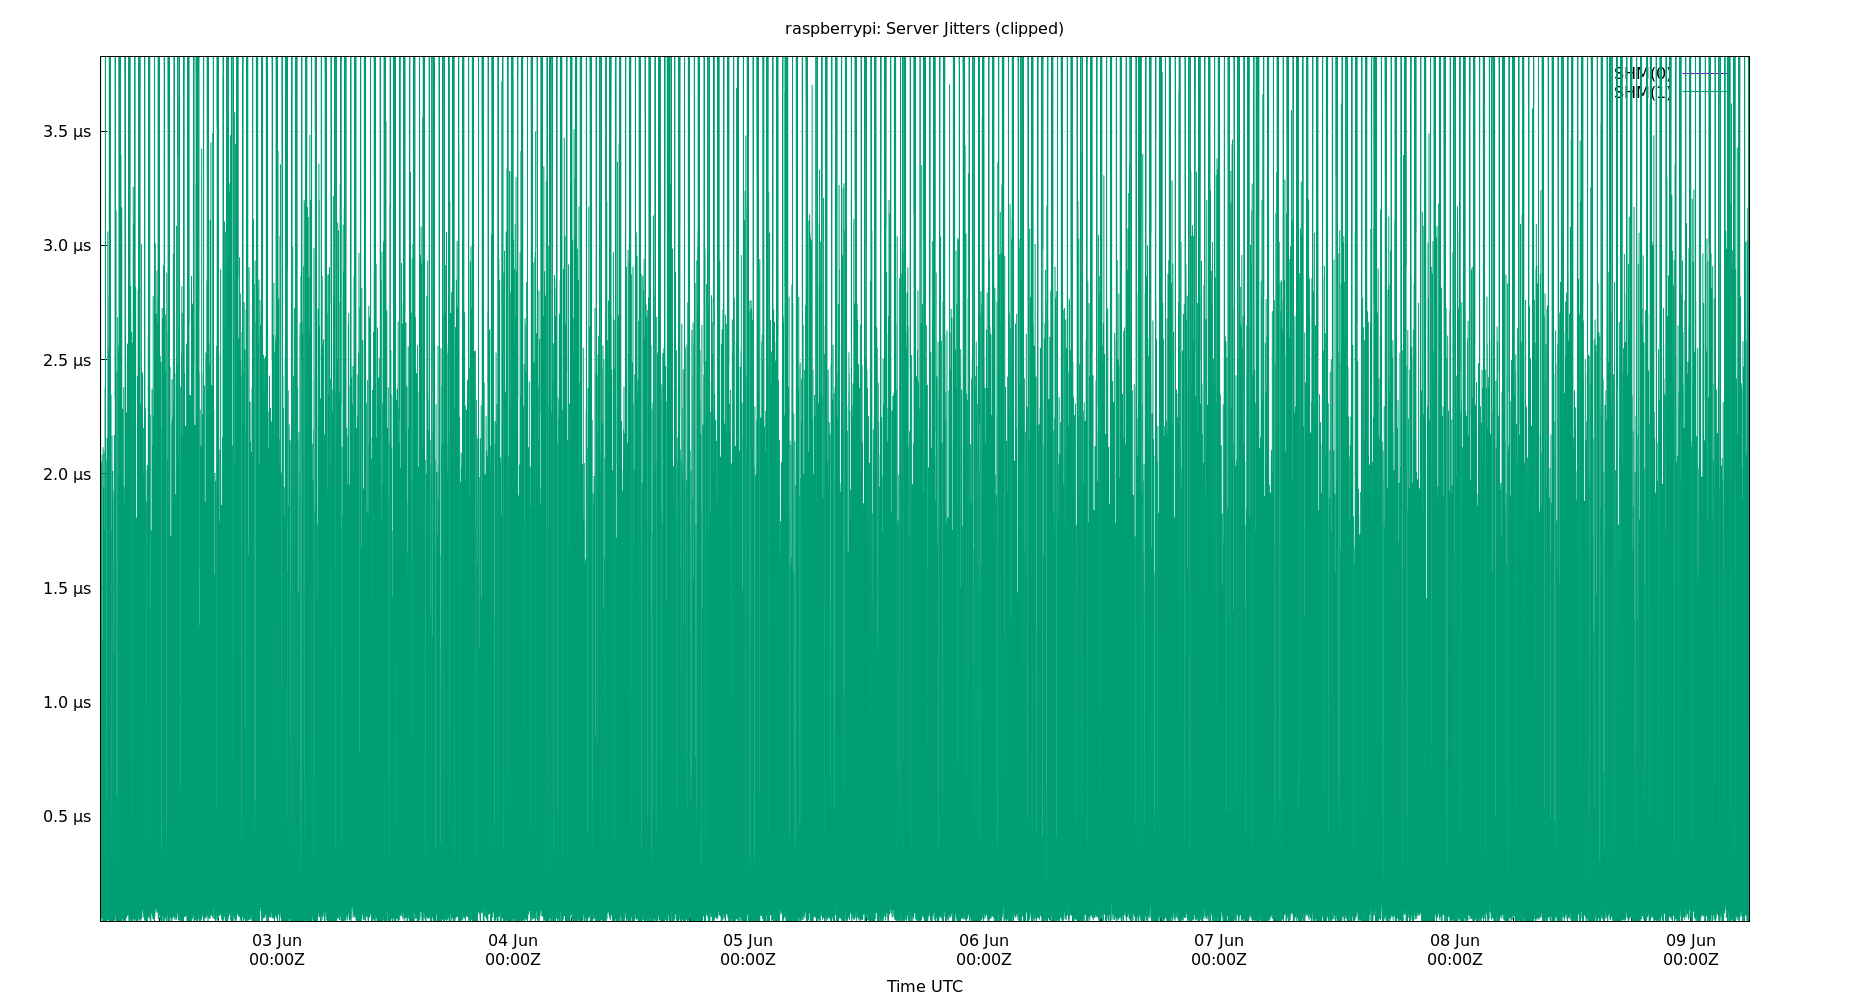 raspberrypi: Server Jitters (clipped)
SHM(0)
SHM(1)
3.5 µs
3.0 µs
2.5 µs
2.0 µs
1.5 µs
1.0 µs
0.5 µs
03 Jun 04 Jun 05 Jun 06 Jun 07 Jun 08 Jun 09 Jun
00:00Z 00:00Z 00:00Z 00:00Z 00:00Z 00:00Z 00:00Z
Time UTC